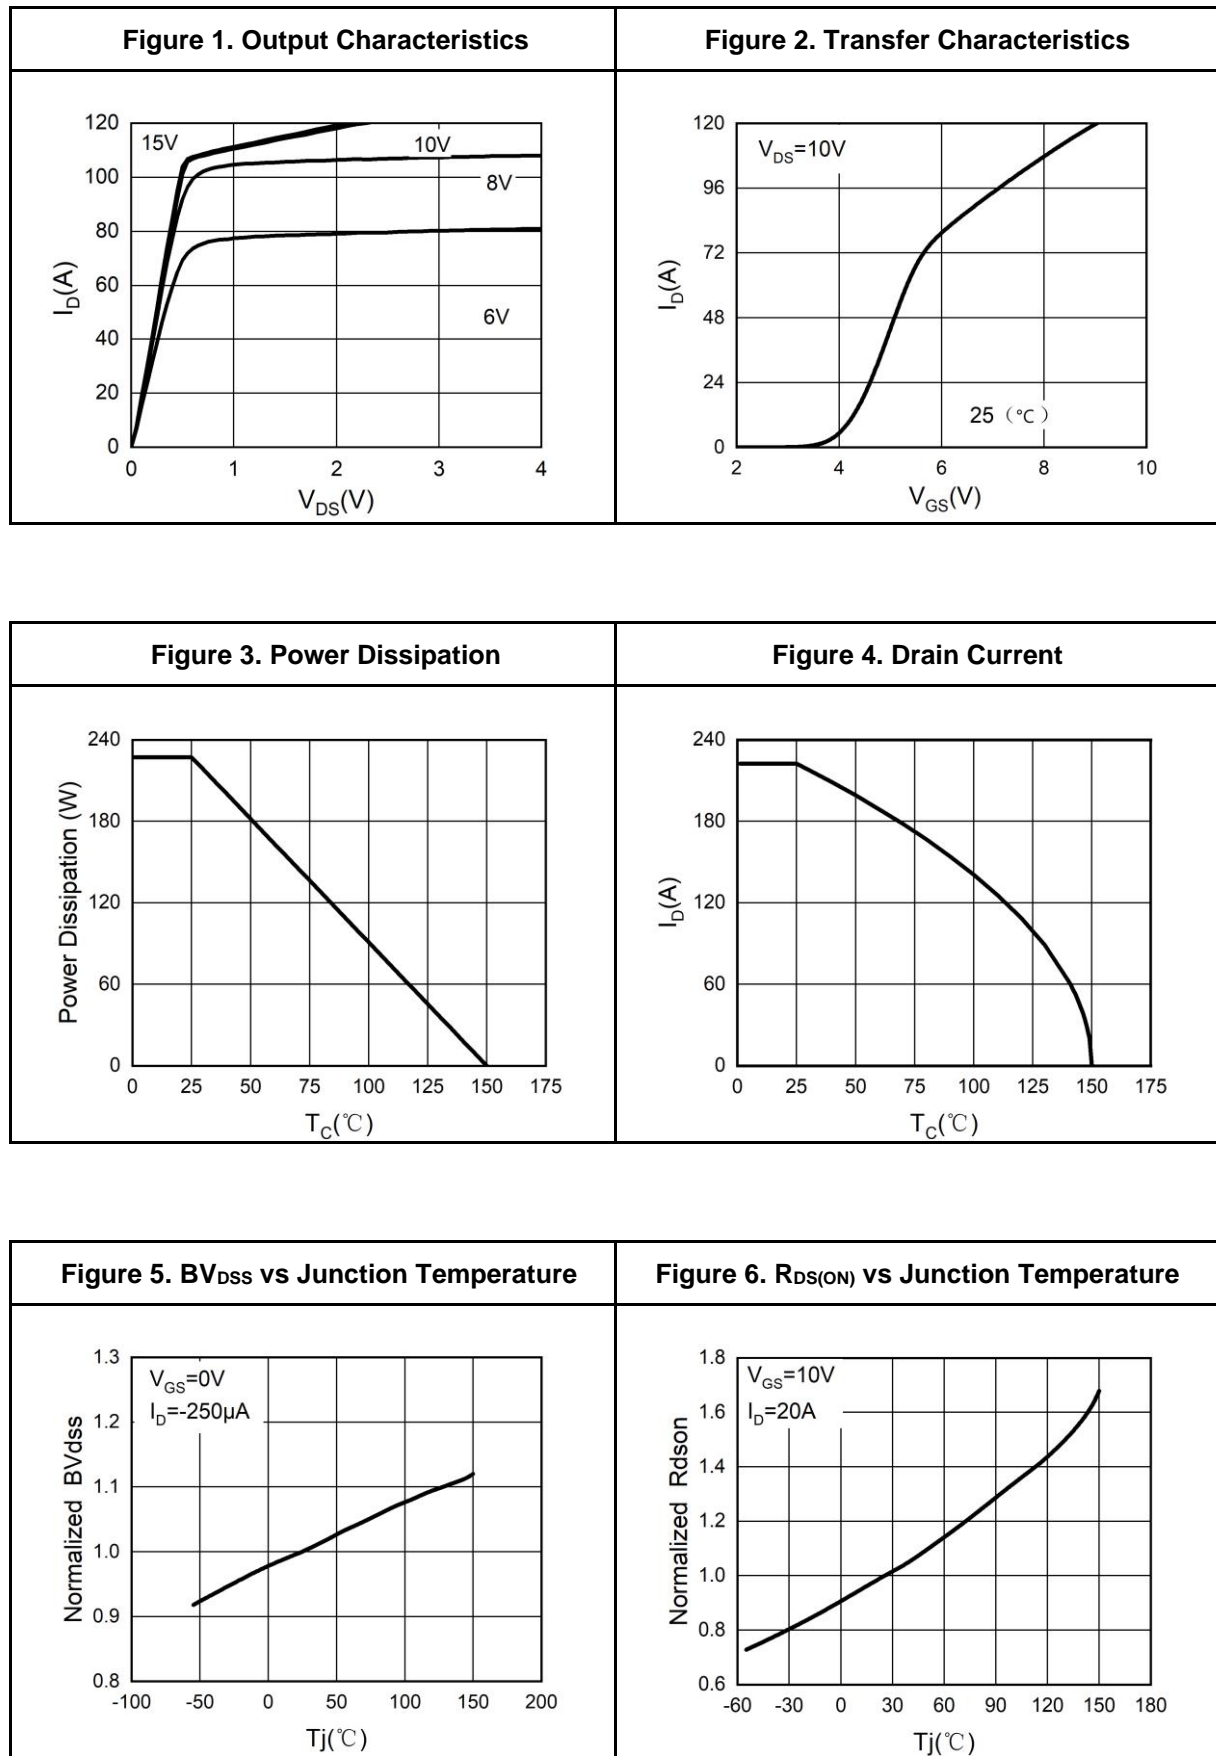 Figure 1. Output Characteristics
Figure 2. Transfer Characteristics
120
100
80
60
40
20
0
I_D(A)
15V
10V
8V
6V
0 1 2 3 4
V_DS(V)
120
96
72
48
24
0
I_D(A)
V_DS=10V
25（℃）
2 4 6 8 10
V_GS(V)
Figure 3. Power Dissipation
Figure 4. Drain Current
240
180
120
60
0
Power Dissipation (W)
0 25 50 75 100 125 150 175
T_C(℃)
240
180
120
60
0
I_D(A)
0 25 50 75 100 125 150 175
T_C(℃)
Figure 5. BV_DSS vs Junction Temperature
Figure 6. R_DS(ON) vs Junction Temperature
1.3
1.2
1.1
1.0
0.9
0.8
Normalized BVdss
V_GS=0V
I_D=-250μA
-100 -50 0 50 100 150 200
Tj(℃)
1.8
1.6
1.4
1.2
1.0
0.8
0.6
Normalized Rdson
V_GS=10V
I_D=20A
-60 -30 0 30 60 90 120 150 180
Tj(℃)